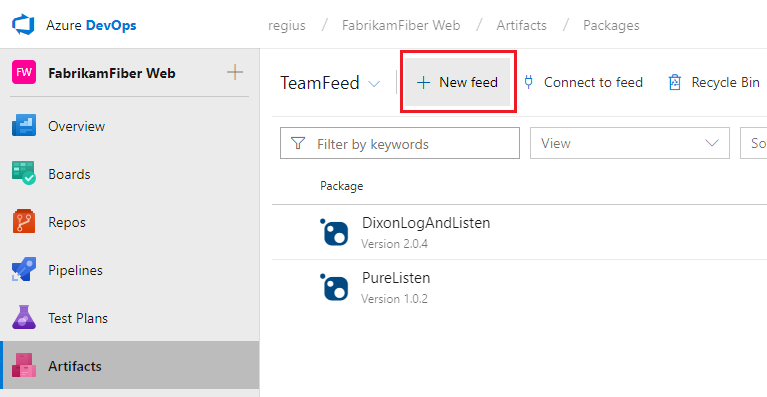 Azure DevOps
regius / FabrikamFiber Web / Artifacts / Packages
FW FabrikamFiber Web
TeamFeed
New feed
Connect to feed
Recycle Bin
Overview
Boards
Repos
Pipelines
Test Plans
Artifacts
Filter by keywords
View
So
Package
DixonLogAndListen
Version 2.0.4
PureListen
Version 1.0.2